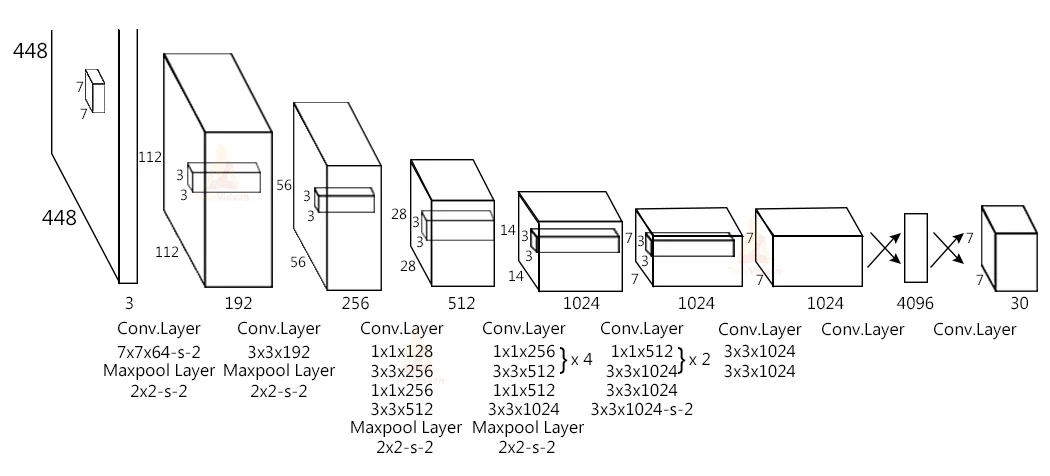 448
7
7
448
112
3
3
112
56
3
3
56
28
3
3
28
14
3
3
14
7
3
3
7
7
7
7
7
3
192
256
512
1024
1024
1024
4096
30
Conv.Layer
7x7x64-s-2
Maxpool Layer
2x2-s-2
Conv.Layer
3x3x192
Maxpool Layer
2x2-s-2
Conv.Layer
1x1x128
3x3x256
1x1x256
3x3x512
Maxpool Layer
2x2-s-2
Conv.Layer
1x1x256
3x3x512
} x 4
1x1x512
3x3x1024
Maxpool Layer
2x2-s-2
Conv.Layer
1x1x512
3x3x1024
} x 2
3x3x1024
3x3x1024-s-2
Conv.Layer
3x3x1024
3x3x1024
Conv.Layer
Conv.Layer